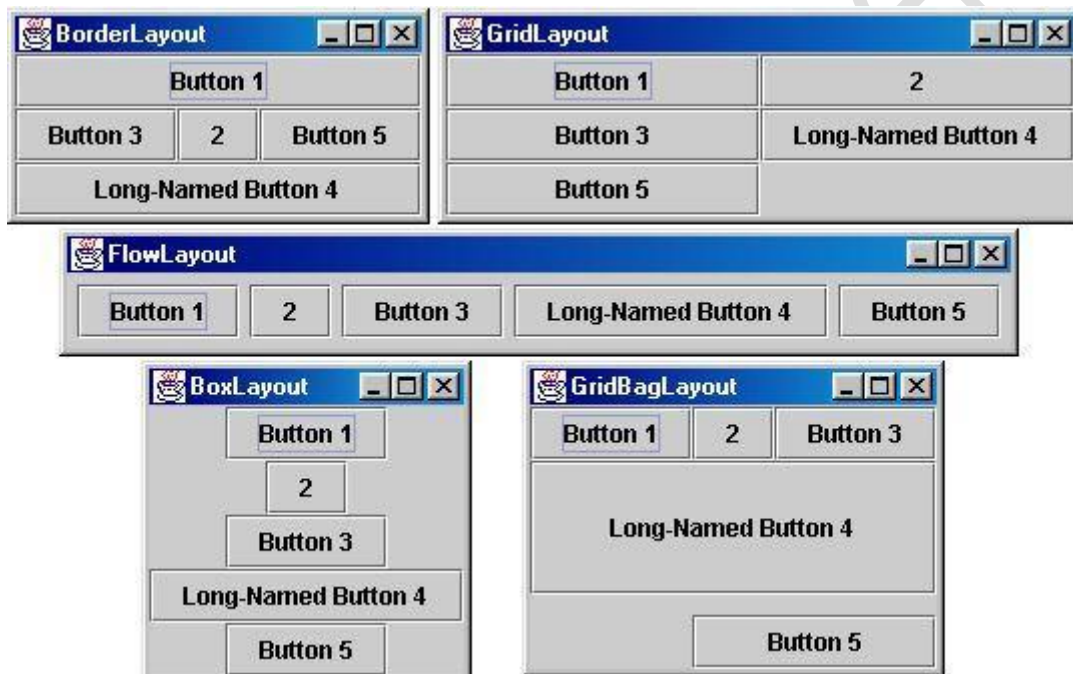 BorderLayout
Button 1
Button 3 2 Button 5
Long-Named Button 4
GridLayout
Button 1 2
Button 3 Long-Named Button 4
Button 5
FlowLayout
Button 1 2 Button 3 Long-Named Button 4 Button 5
BoxLayout
Button 1
2
Button 3
Long-Named Button 4
Button 5
GridBagLayout
Button 1 2 Button 3
Long-Named Button 4
Button 5